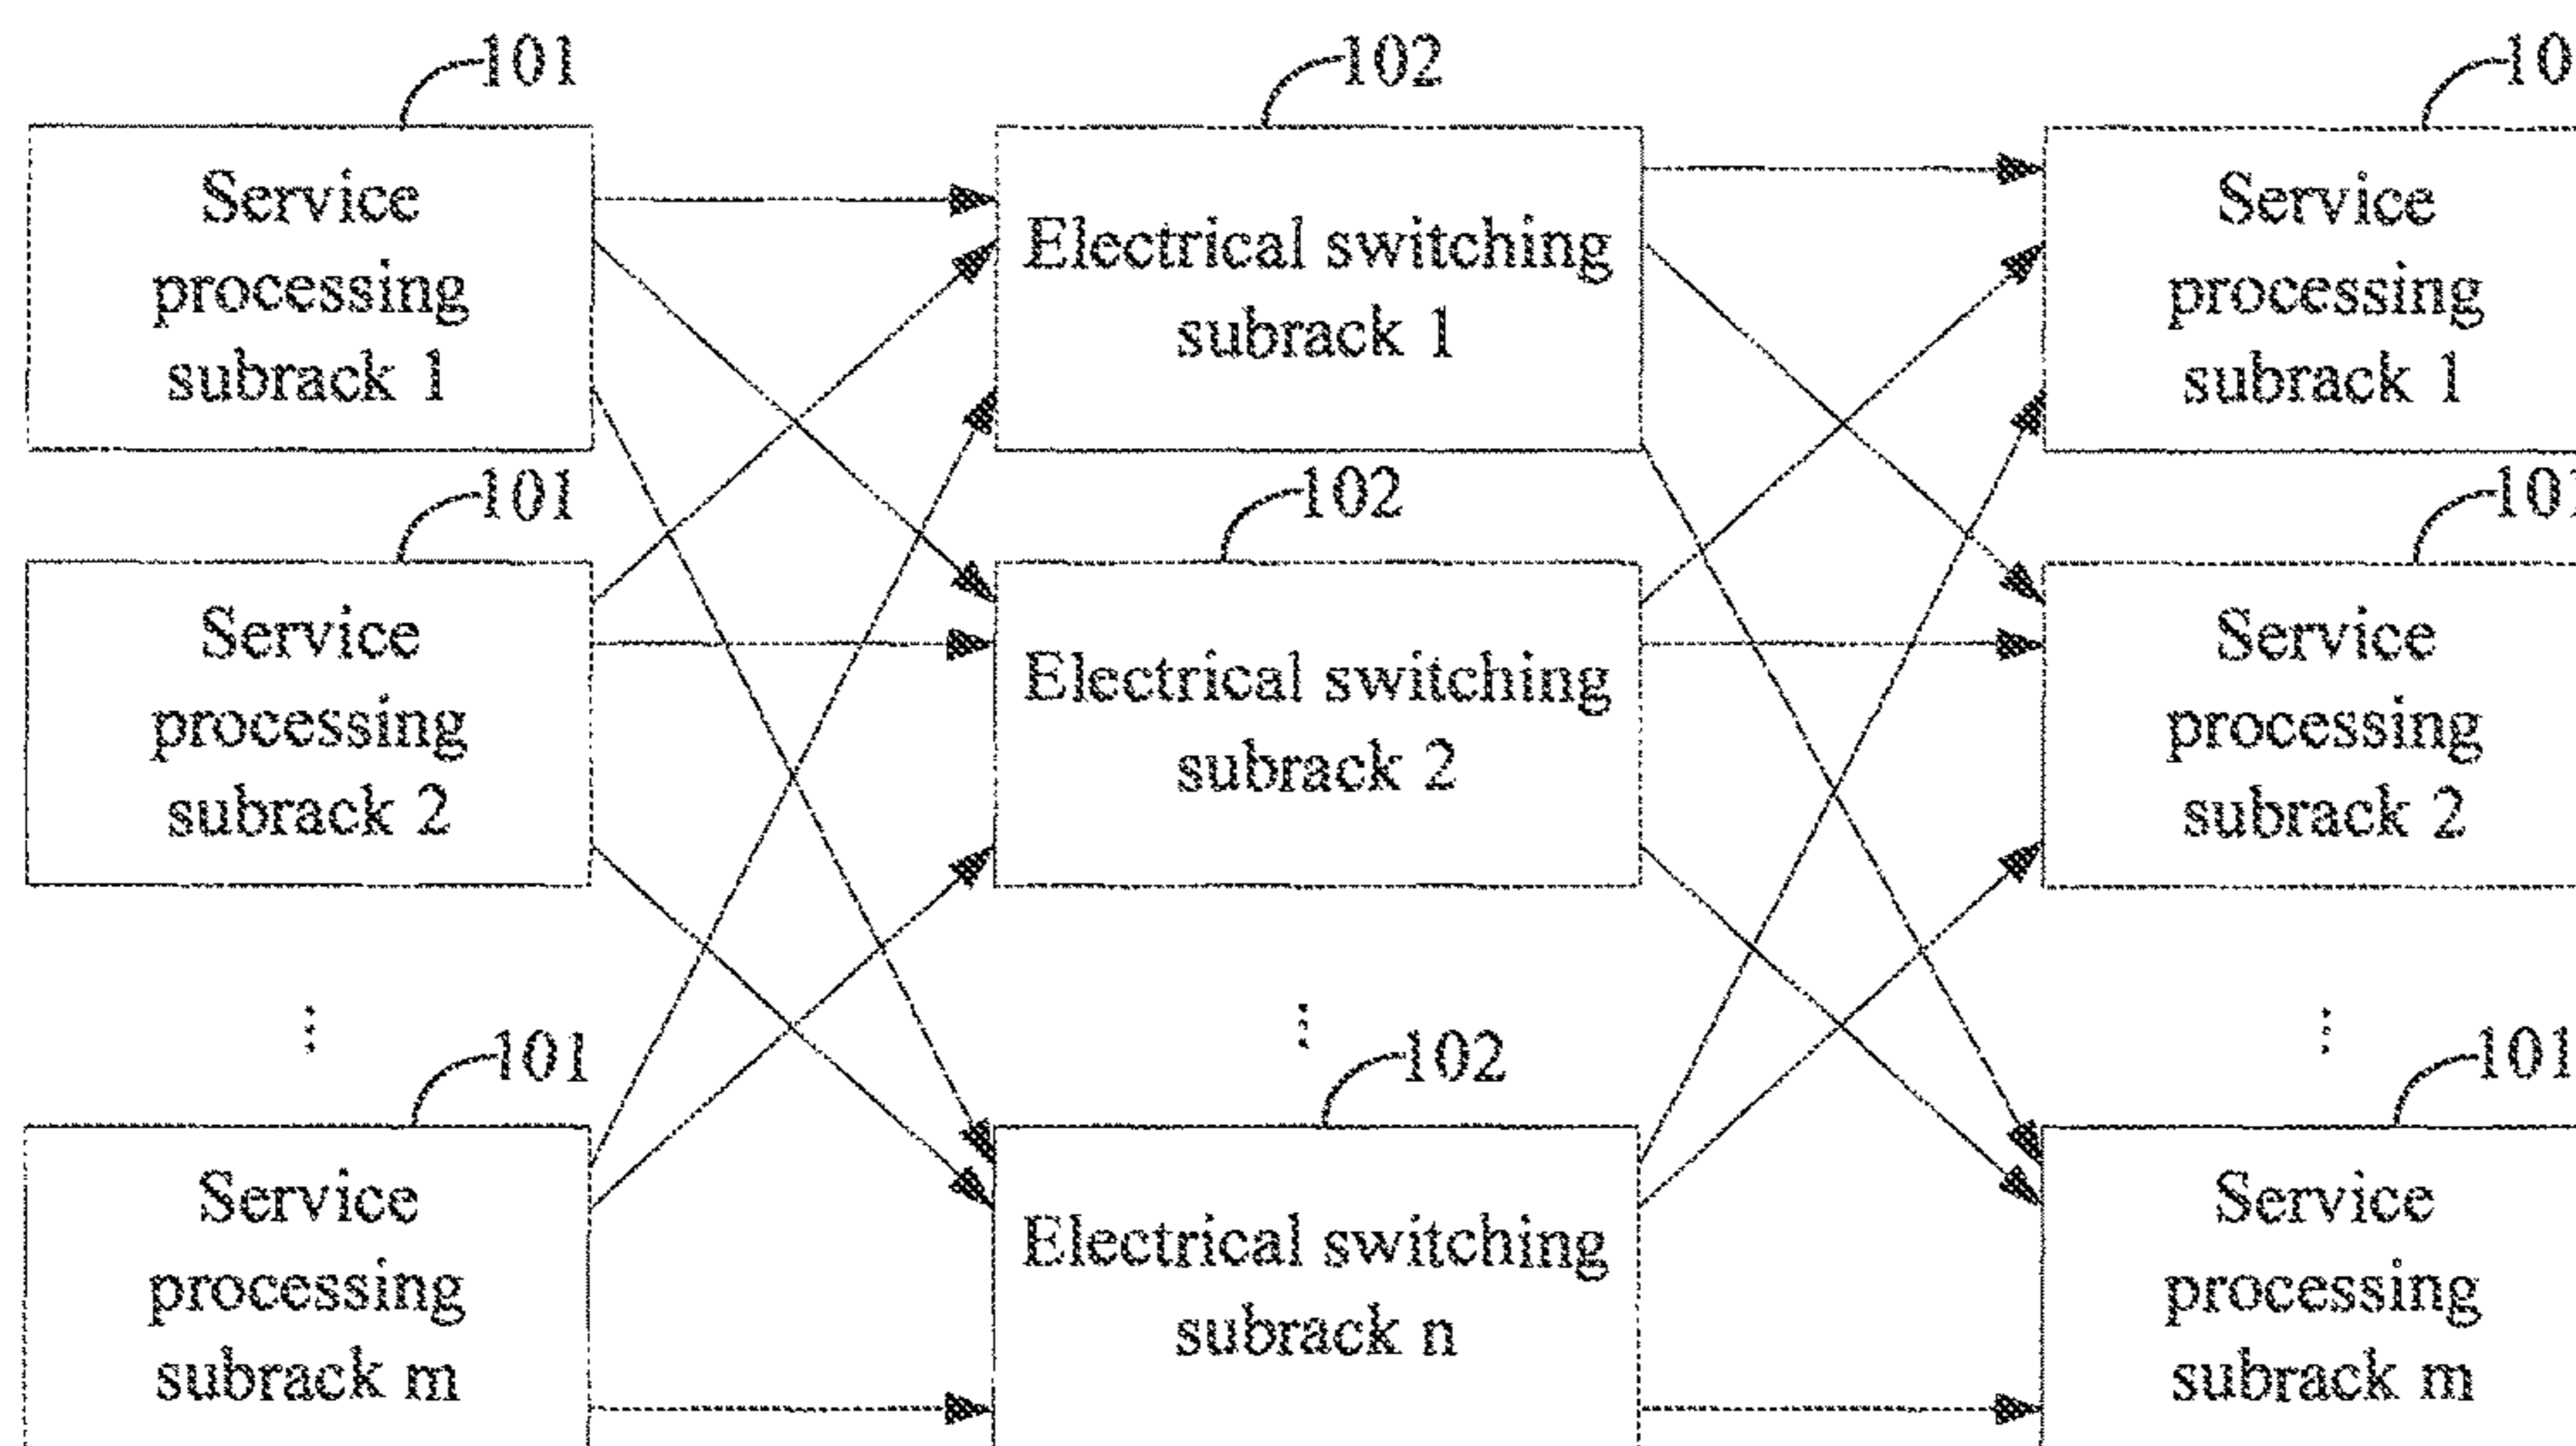 101
102
10
Service
processing
subrack 1
Electrical switching
subrack 1
Service
processing
subrack 1
101
102
101
Service
processing
subrack 2
Electrical switching
subrack 2
Service
processing
subrack 2
101
102
101
Service
processing
subrack m
Electrical switching
subrack n
Service
processing
subrack m